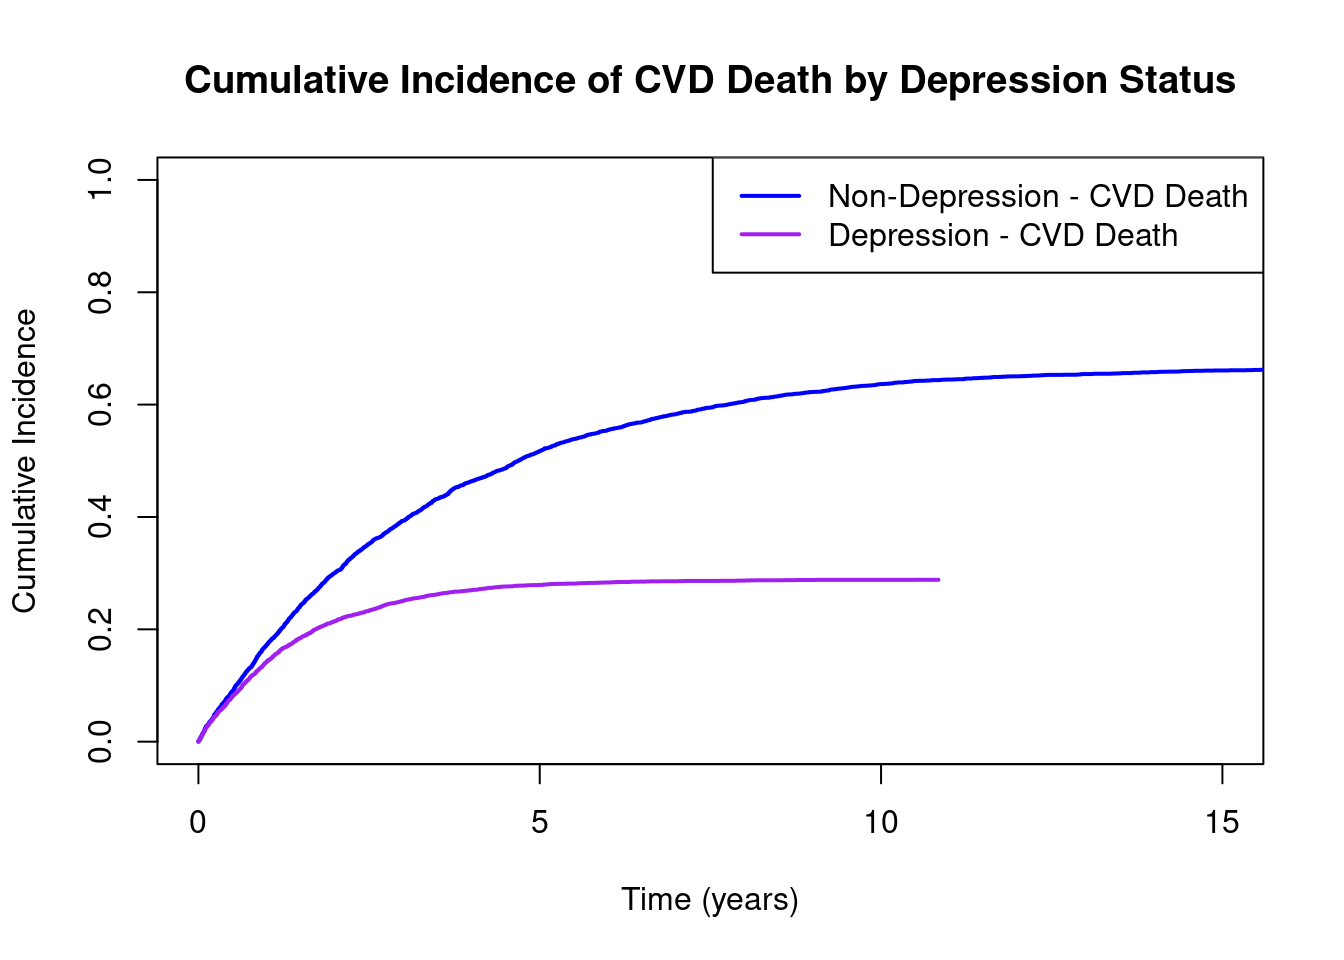 Cumulative Incidence of CVD Death by Depression Status
Non-Depression - CVD Death
Depression - CVD Death
Cumulative Incidence
1.0
0.8
0.6
0.4
0.2
0.0
0 5 10 15
Time (years)